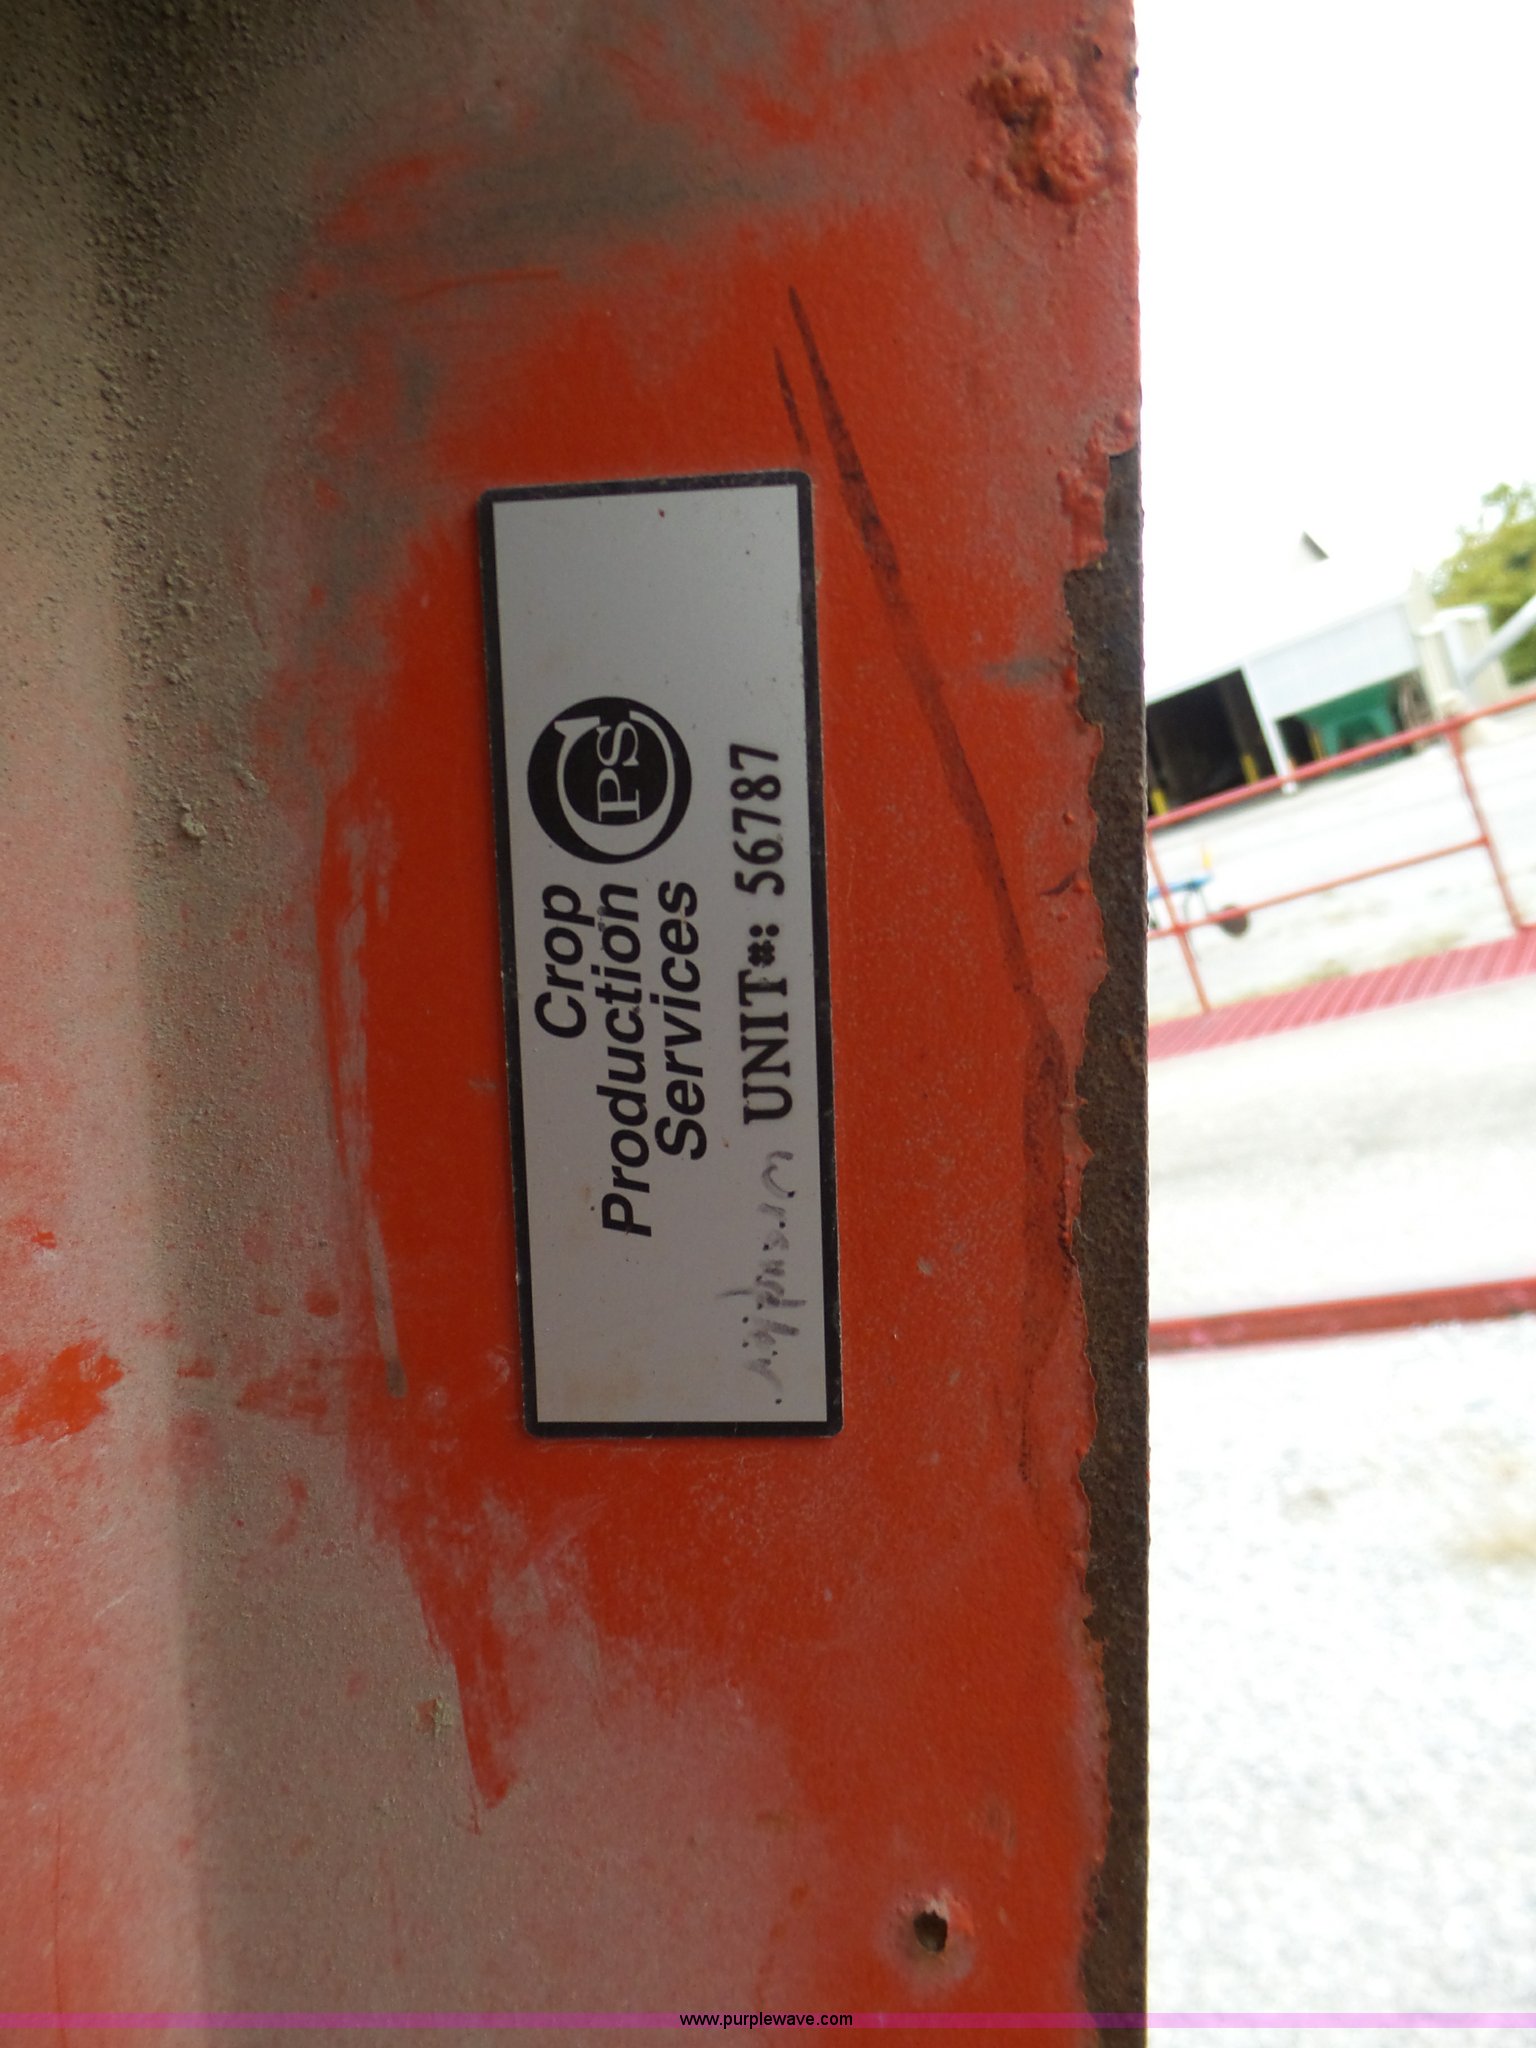 Crop
Production
Services
CPS
UNIT#: 56787
www.purplewave.com